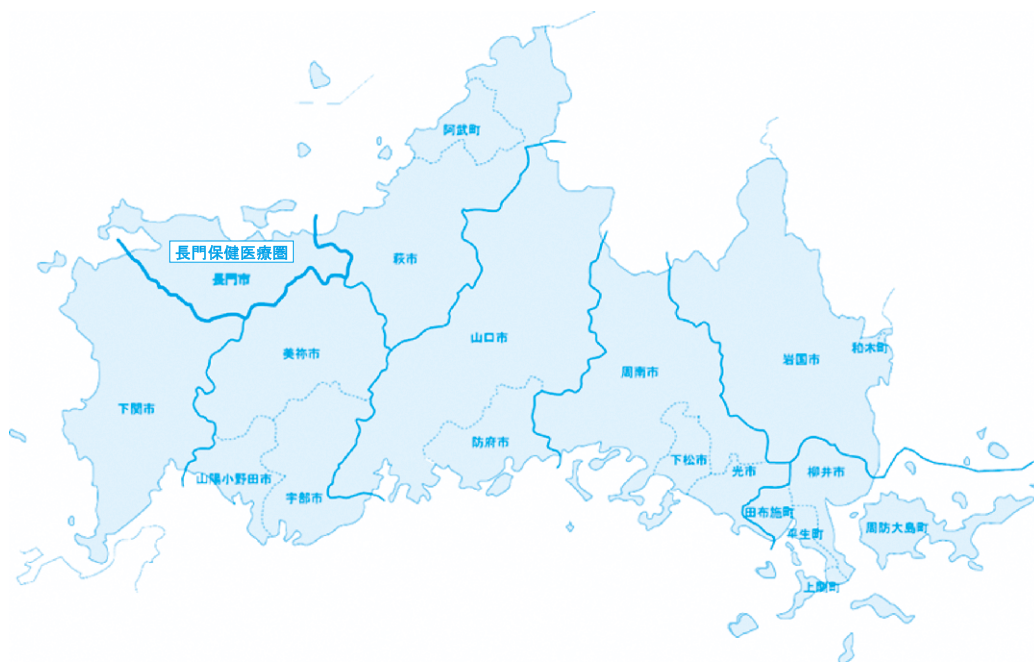 阿武町
長門保健医療圏
萩市
長門市
山口市
美祢市
和木町
岩国市
周南市
下関市
防府市
下松市
光市
柳井市
山陽小野田市
宇部市
田布施町
周防大島町
平生町
上関町